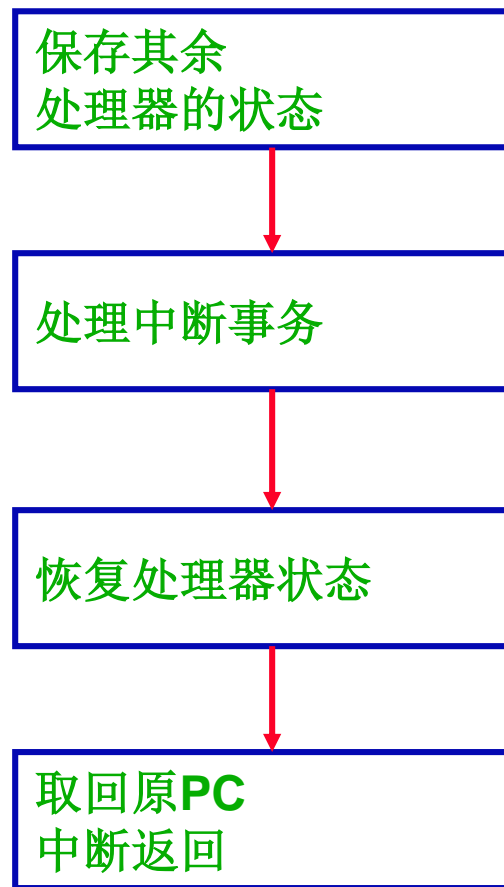 保存其余
处理器的状态
处理中断事务
恢复处理器状态
取回原PC
中断返回